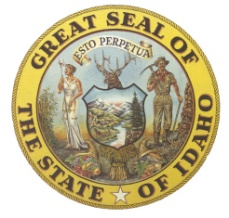 GREAT SEAL OF
ESTO PERPETUA
THE STATE ★ OF IDAHO